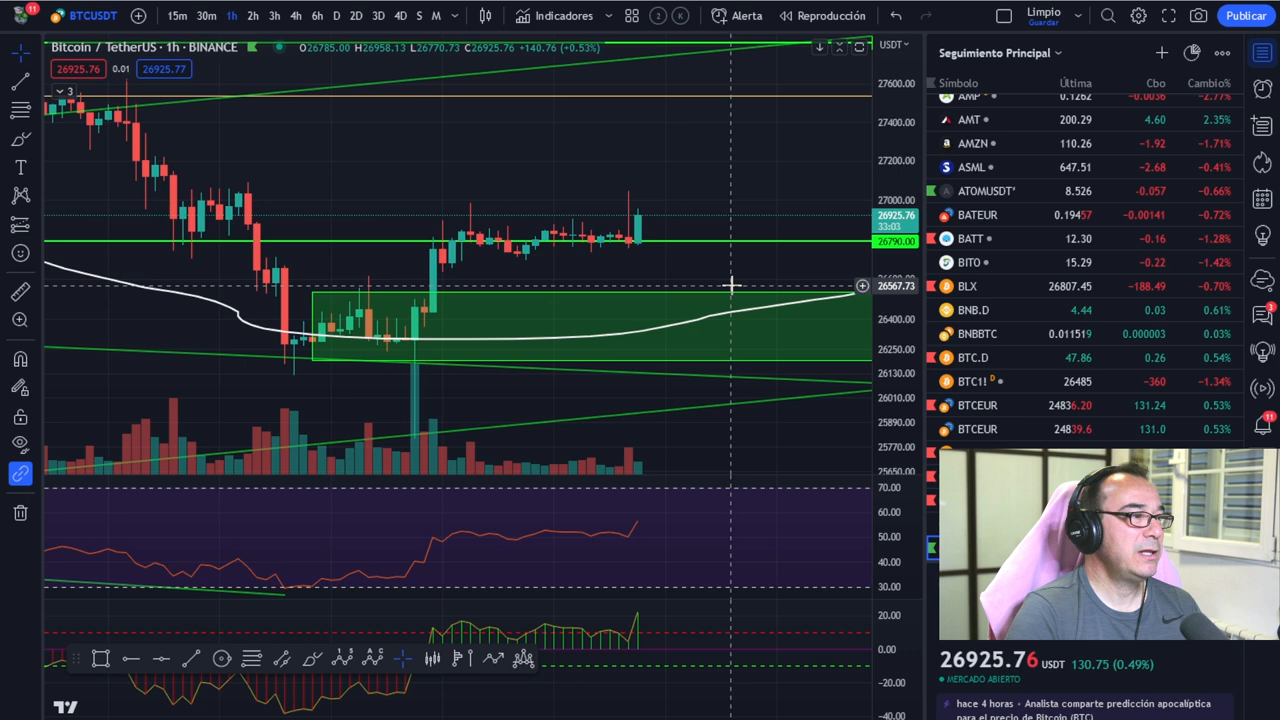 11
BTCUSDT
15m 30m 1h 2h 3h 4h 6h D 2D 3D 4D S M
Indicadores
2 K
Alerta
Reproducción
Limpio
Guardar
Publicar
Bitcoin / TetherUS · 1h · BINANCE
O26785.00 H26958.13 L26770.73 C26925.76 +140.76 (+0.53%)
26925.76 0.01 26925.77
3
USDT
27600.00
27400.00
27200.00
27000.00
26925.76
33:03
26790.00
26567.73
26400.00
26250.00
26130.00
26010.00
25890.00
25770.00
25650.00
70.00
60.00
50.00
40.00
30.00
20.00
0.00
−20.00
−40.00
Seguimiento Principal
Símbolo Última Cbo Cambio%
AMP 0.1262 −0.0036 −2.77%
AMT 200.29 4.60 2.35%
AMZN 110.26 −1.92 −1.71%
ASML 647.51 −2.68 −0.41%
ATOMUSDT 8.526 −0.057 −0.66%
BATEUR 0.19457 −0.00141 −0.72%
BATT 12.30 −0.16 −1.28%
BITO 15.29 −0.22 −1.42%
BLX 26807.45 −188.49 −0.70%
BNB.D 4.44 0.03 0.61%
BNBBTC 0.011519 0.000003 0.03%
BTC.D 47.86 0.26 0.54%
BTC1! D 26485 −360 −1.34%
BTCEUR 24836.20 131.24 0.53%
BTCEUR 24839.6 131.0 0.53%
3
11
26925.76 USDT 130.75 (0.49%)
MERCADO ABIERTO
hace 4 horas · Analista comparte predicción apocalíptica
para el precio de Bitcoin (BTC)